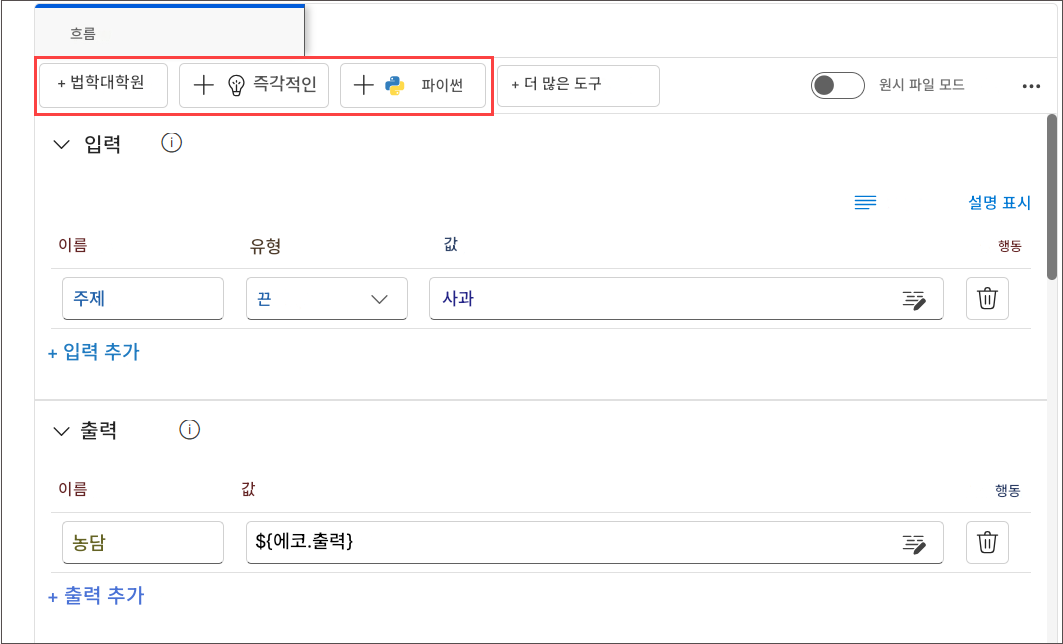 흐름
+ 법학대학원
+ 즉각적인
+ 파이썬
+ 더 많은 도구
원시 파일 모드
입력
설명 표시
이름 유형 값 행동
주제 끈 사과
+ 입력 추가
출력
이름 값 행동
농담 ${에코.출력}
+ 출력 추가